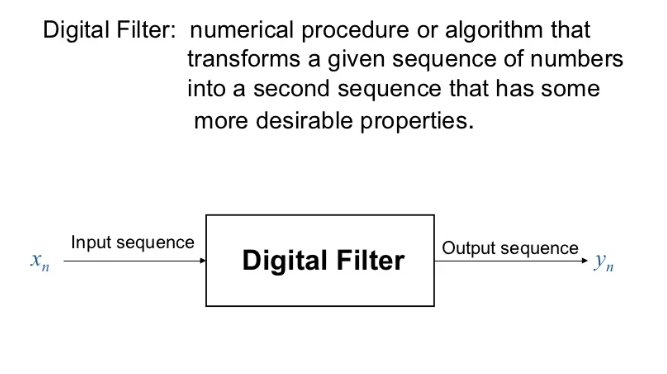 Digital Filter: numerical procedure or algorithm that
transforms a given sequence of numbers
into a second sequence that has some
more desirable properties.
Input sequence
Output sequence
xn
Digital Filter
yn